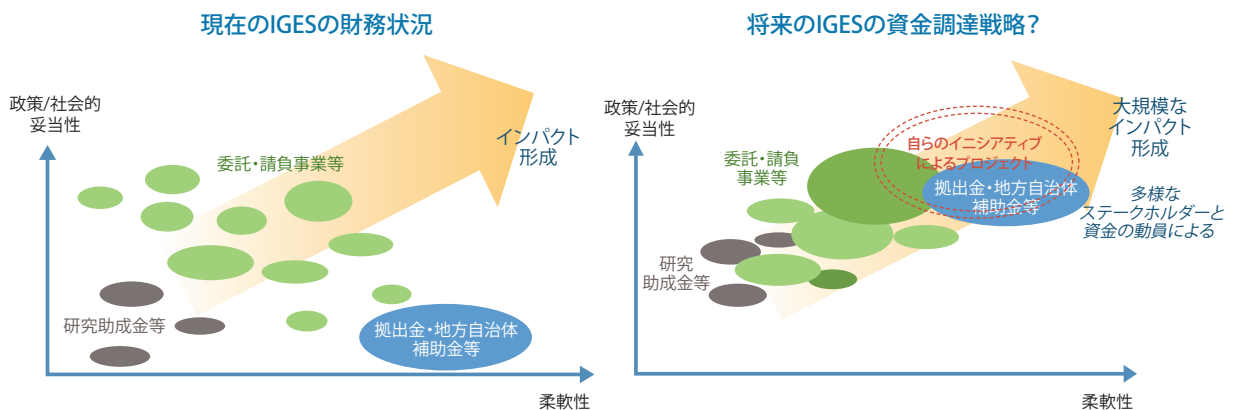 現在のIGESの財務状況
政策/社会的
妥当性
インパクト
形成
委託・請負事業等
研究助成金等
拠出金・地方自治体
補助金等
柔軟性
将来のIGESの資金調達戦略？
政策/社会的
妥当性
大規模な
インパクト
形成
自らのイニシアティブ
によるプロジェクト
委託・請負
事業等
拠出金・地方自治体
補助金等
多様な
ステークホルダーと
資金の動員による
研究
助成金等
柔軟性